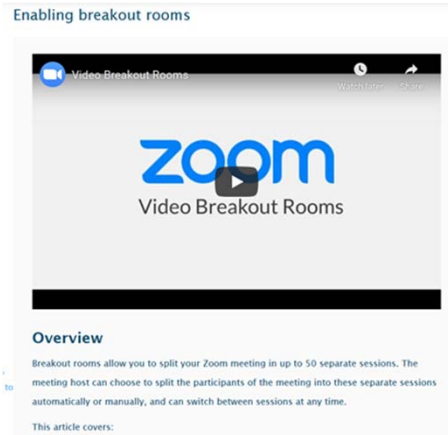 Enabling breakout rooms
Video Breakout Rooms
Watch later
Share
zoom
Video Breakout Rooms
Overview
Breakout rooms allow you to split your Zoom meeting in up to 50 separate sessions. The
meeting host can choose to split the participants of the meeting into these separate sessions
to
automatically or manually, and can switch between sessions at any time.
This article covers: